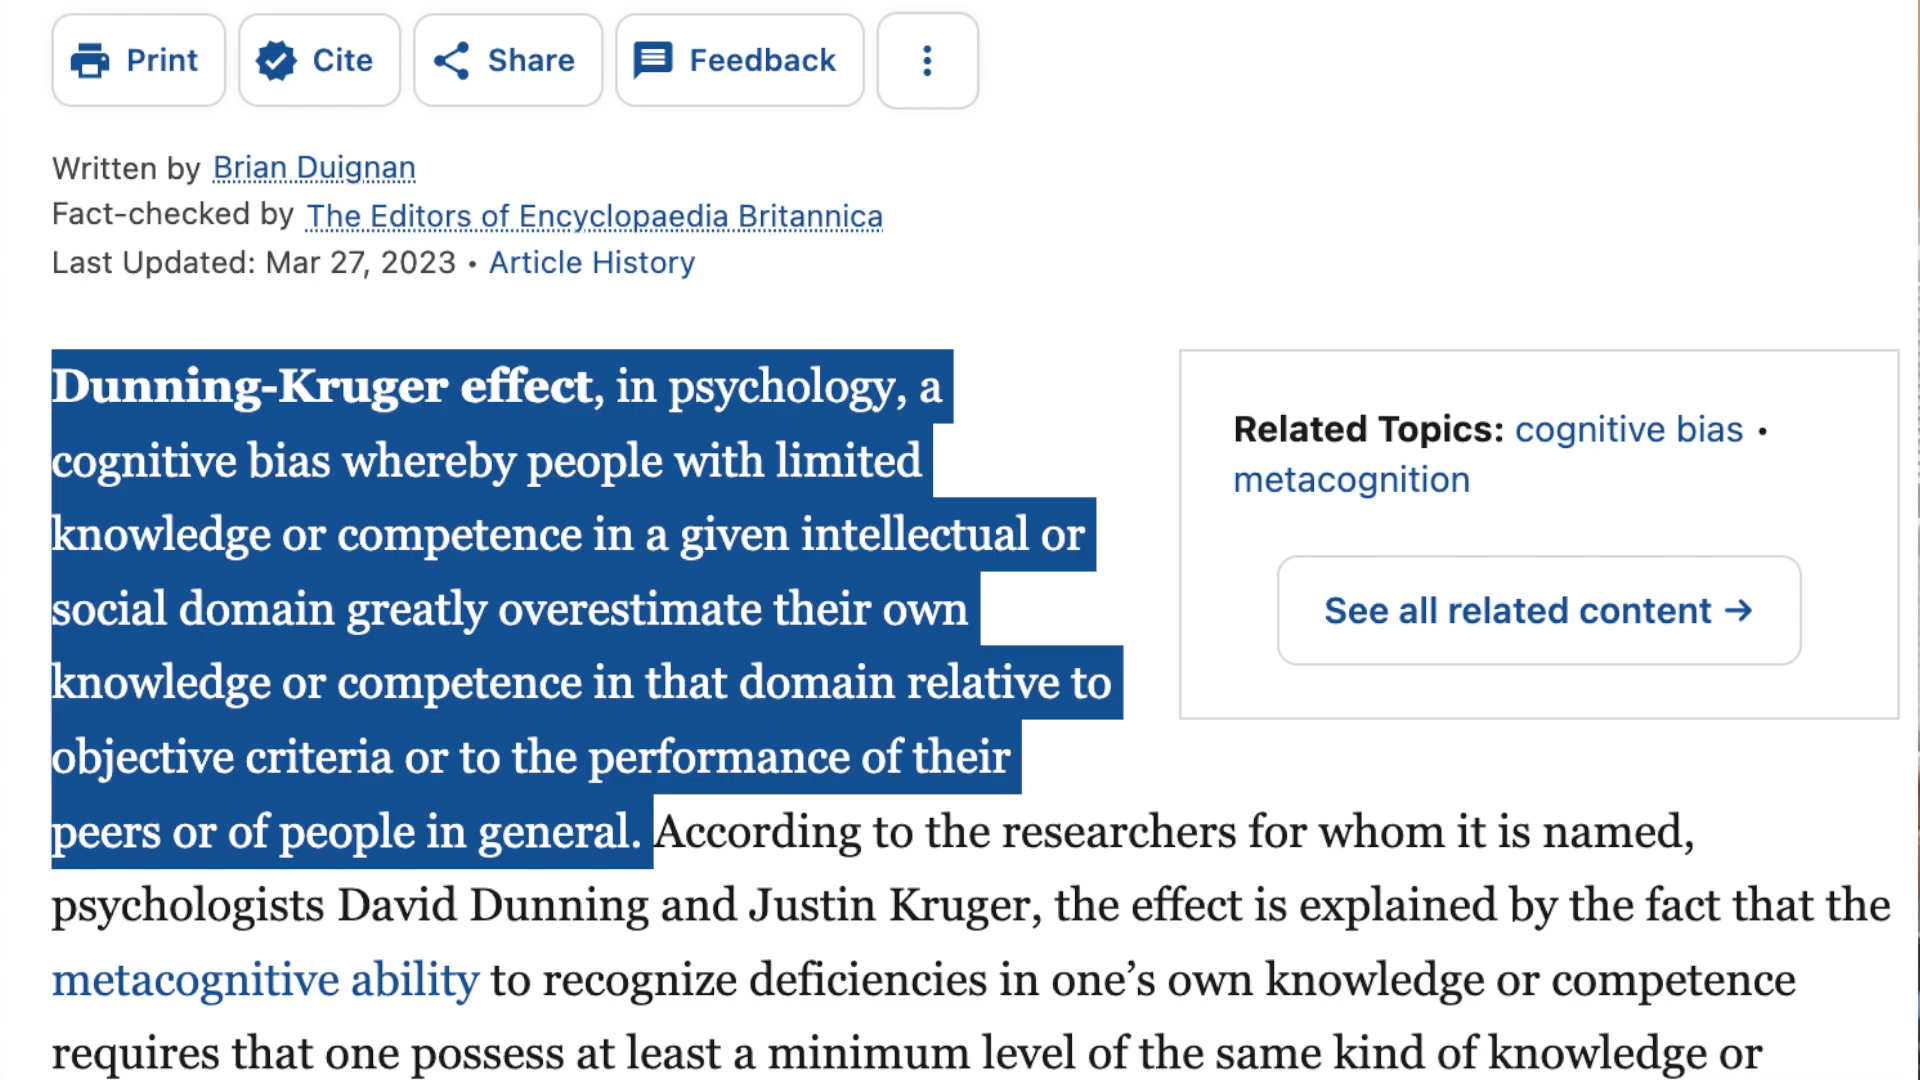 Print Cite Share Feedback
Written by Brian Duignan
Fact-checked by The Editors of Encyclopaedia Britannica
Last Updated: Mar 27, 2023 • Article History
Dunning-Kruger effect, in psychology, a
cognitive bias whereby people with limited
knowledge or competence in a given intellectual or
social domain greatly overestimate their own
knowledge or competence in that domain relative to
objective criteria or to the performance of their
peers or of people in general. According to the researchers for whom it is named,
psychologists David Dunning and Justin Kruger, the effect is explained by the fact that the
metacognitive ability to recognize deficiencies in one’s own knowledge or competence
requires that one possess at least a minimum level of the same kind of knowledge or
Related Topics: cognitive bias •
metacognition
See all related content →